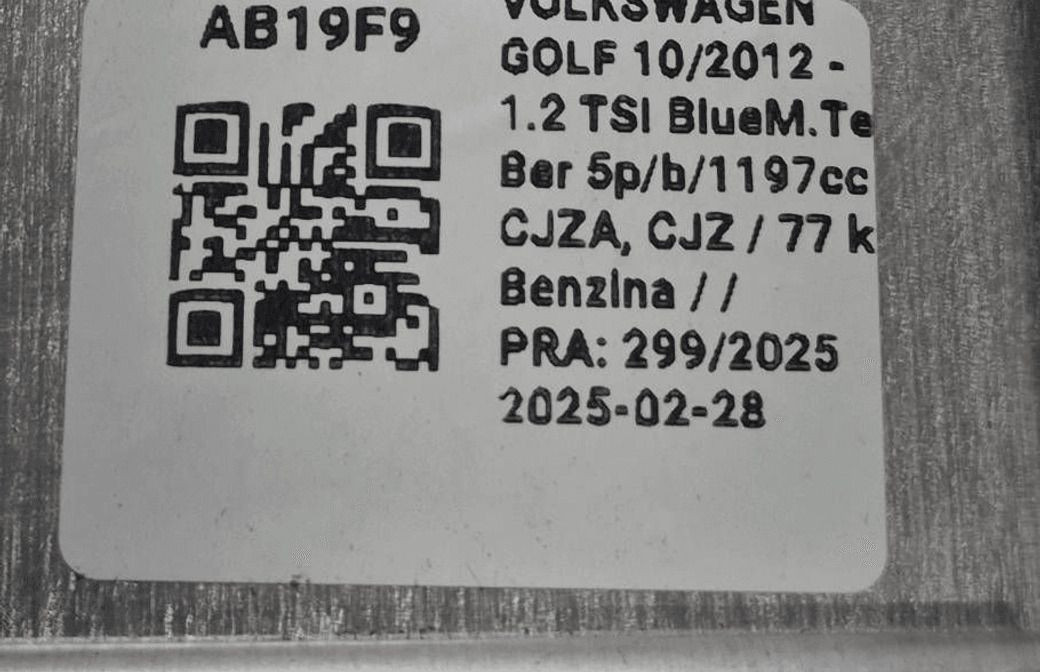 AB19F9
VOLKSWAGEN
GOLF 10/2012 -
1.2 TSI BlueM.Te
Ber 5p/b/1197cc
CJZA, CJZ / 77 k
Benzina / /
PRA: 299/2025
2025-02-28